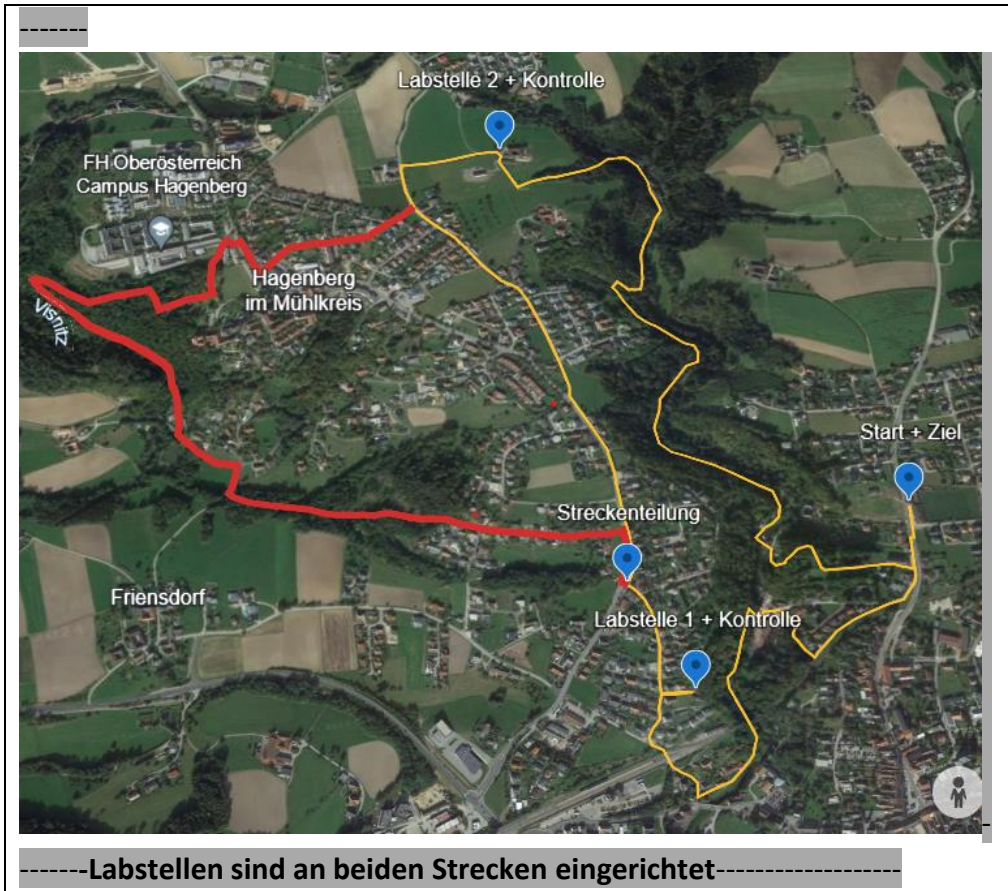 -------
Labstelle 2 + Kontrolle
FH Oberösterreich
Campus Hagenberg
Hagenberg
im Mühlkreis
Visnitz
Start + Ziel
Streckenteilung
Friensdorf
Labstelle 1 + Kontrolle
-
-------Labstellen sind an beiden Strecken eingerichtet------------------